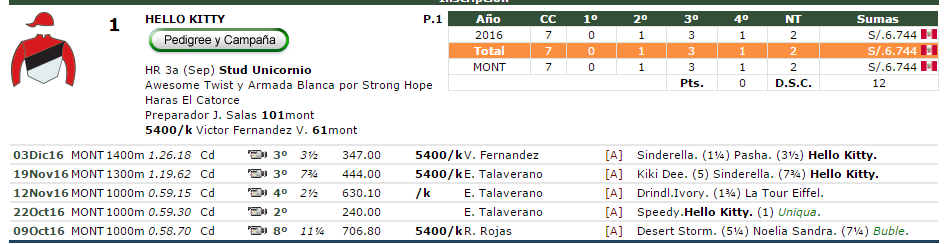 1
HELLO KITTY
P.1
Pedigree y Campaña
HR 3a (Sep) Stud Unicornio
Awesome Twist y Armada Blanca por Strong Hope
Haras El Catorce
Preparador J. Salas 101mont
5400/k Victor Fernandez V. 61mont
Año CC 1º 2º 3º 4º NT Sumas
2016 7 0 1 3 1 2 S/.6.744
Total 7 0 1 3 1 2 S/.6.744
MONT 7 0 1 3 1 2 S/.6.744
Pts. 0 D.S.C. 12
03Dic16 MONT 1400m 1.26.18 Cd 3º 3½ 347.00 5400/k V. Fernandez [A] Sinderella. (1¼) Pasha. (3½) Hello Kitty.
19Nov16 MONT 1300m 1.19.62 Cd 3º 7¾ 444.00 5400/k E. Talaverano [A] Kiki Dee. (5) Sinderella. (7¾) Hello Kitty.
12Nov16 MONT 1000m 0.59.15 Cd 4º 2½ 630.10 /k E. Talaverano [A] Drindl.Ivory. (1¾) La Tour Eiffel.
22Oct16 MONT 1000m 0.59.30 Cd 2º 240.00 E. Talaverano [A] Speedy.Hello Kitty. (1) Uniqua.
09Oct16 MONT 1000m 0.58.70 Cd 8º 11¼ 706.80 5400/k R. Rojas [A] Desert Storm. (5¼) Noelia Sandra. (7¼) Buble.